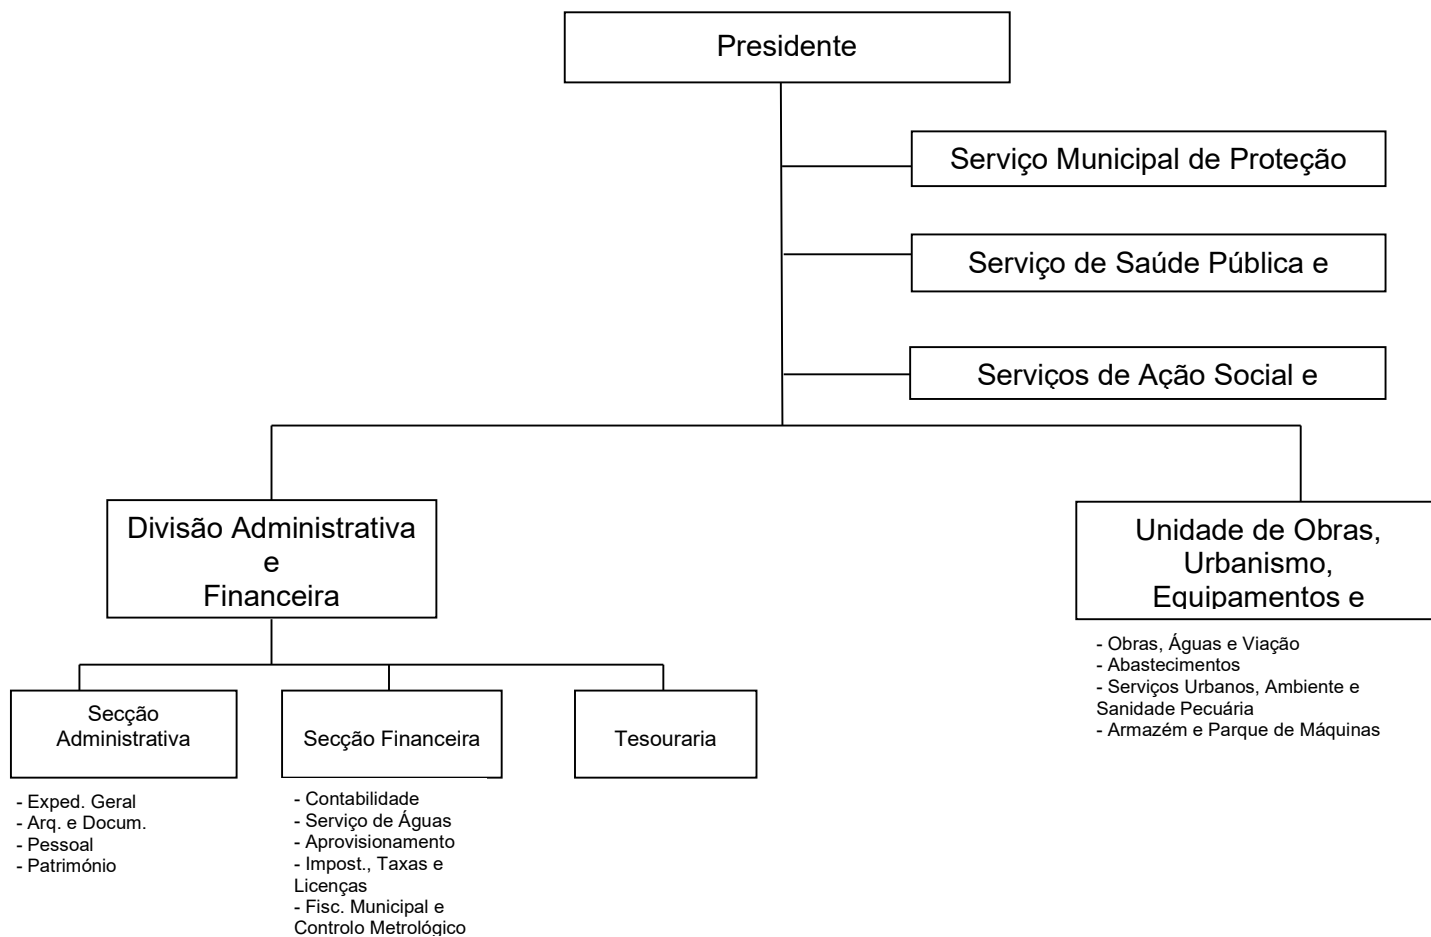 Presidente
Serviço Municipal de Proteção
Serviço de Saúde Pública e
Serviços de Ação Social e
Divisão Administrativa
e
Financeira
Unidade de Obras,
Urbanismo,
Equipamentos e
- Obras, Águas e Viação
- Abastecimentos
- Serviços Urbanos, Ambiente e
Sanidade Pecuária
- Armazém e Parque de Máquinas
Secção
Administrativa
Secção Financeira
Tesouraria
- Exped. Geral
- Arq. e Docum.
- Pessoal
- Património
- Contabilidade
- Serviço de Águas
- Aprovisionamento
- Impost., Taxas e
Licenças
- Fisc. Municipal e
Controlo Metrológico